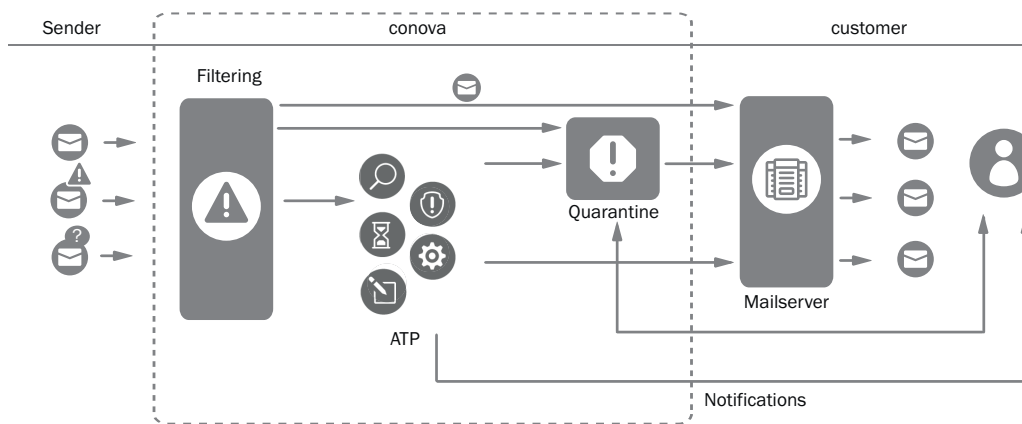 Sender
conova
customer
Filtering
?
Quarantine
Mailserver
ATP
Notifications